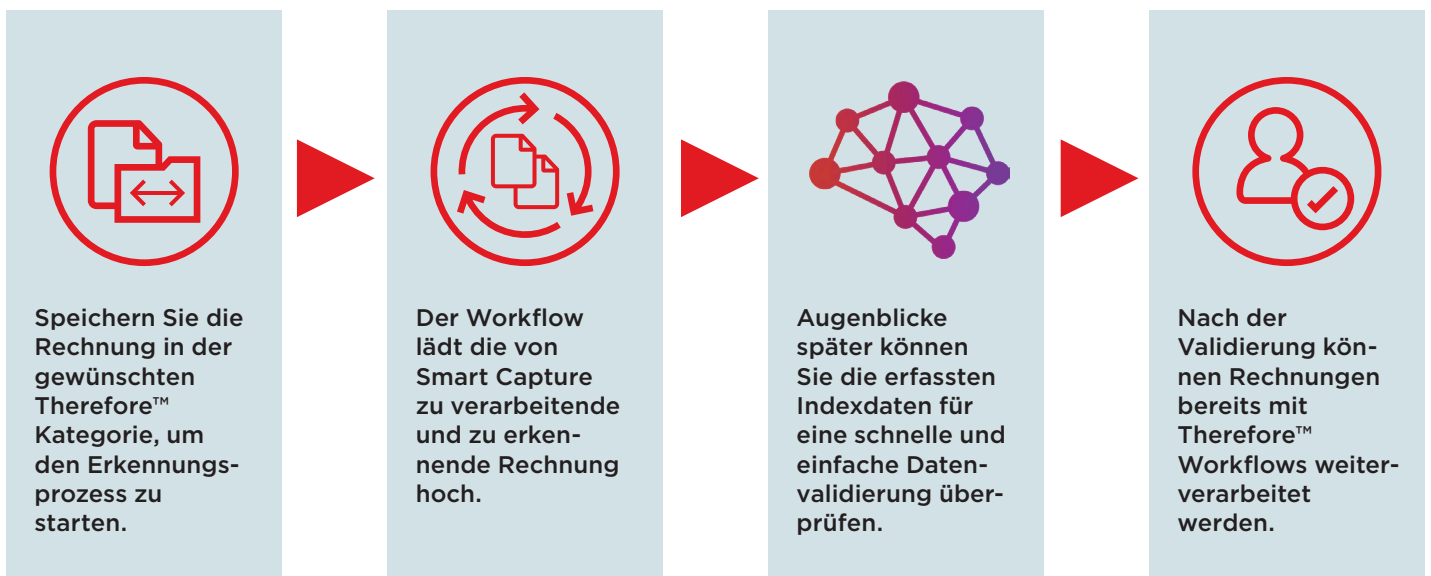 Speichern Sie die
Rechnung in der
gewünschten
Therefore™
Kategorie, um
den Erkennungs-
prozess zu
starten.
Der Workflow
lädt die von
Smart Capture
zu verarbeitende
und zu erken-
nende Rechnung
hoch.
Augenblicke
später können
Sie die erfassten
Indexdaten für
eine schnelle und
einfache Daten-
validierung über-
prüfen.
Nach der
Validierung kön-
nen Rechnungen
bereits mit
Therefore™
Workflows weiter-
verarbeitet
werden.